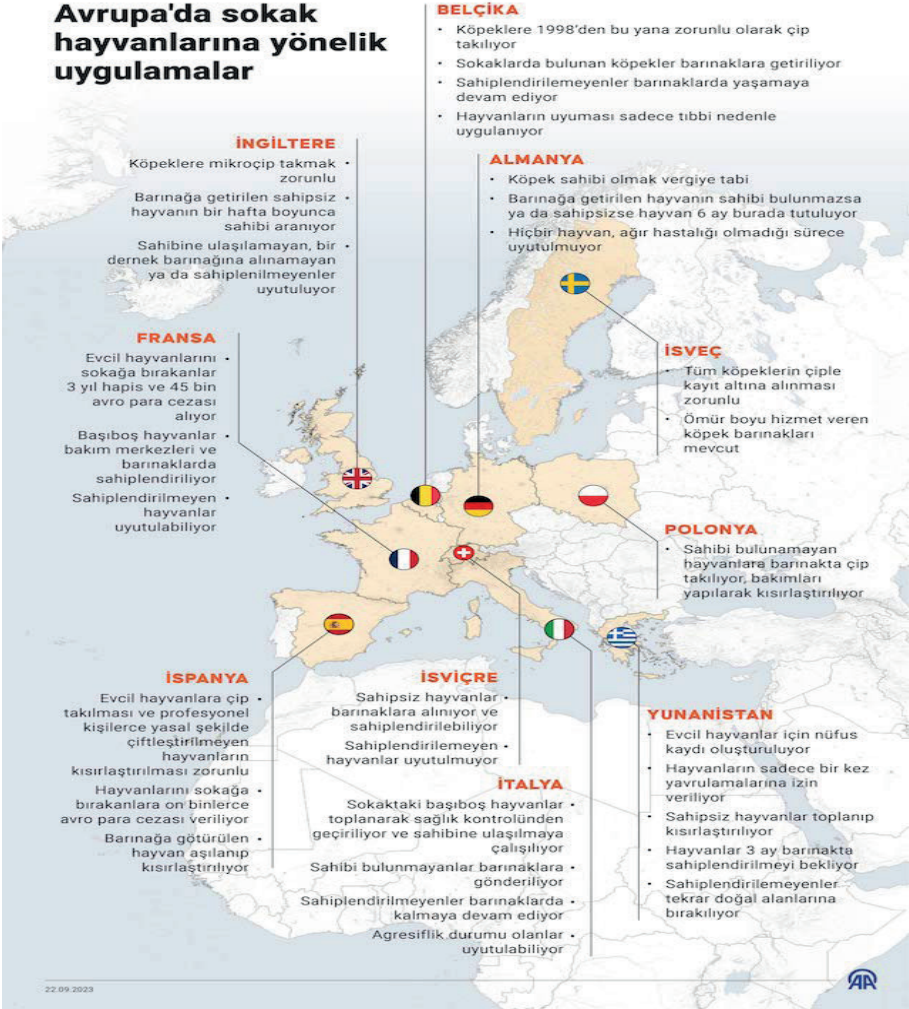 Avrupa'da sokak
hayvanlarına yönelik
uygulamalar
BELÇİKA
• Köpeklere 1998'den bu yana zorunlu olarak çip
takılıyor
• Sokaklarda bulunan köpekler barınaklara getiriliyor
• Sahiplendirilemeyenler barınaklarda yaşamaya
devam ediyor
• Hayvanların uyuması sadece tıbbi nedenle
uygulanıyor
İNGİLTERE
Köpeklere mikroçip takmak •
zorunlu
Barınağa getirilen sahipsiz •
hayvanın bir hafta boyunca
sahibi aranıyor
Sahibine ulaşılamayan, bir •
dernek barınağına alınamayan
ya da sahiplenilmeyenler
uyutuluyor
ALMANYA
• Köpek sahibi olmak vergiye tabi
• Barınağa getirilen hayvanın sahibi bulunmazsa
ya da sahipsizse hayvan 6 ay burada tutuluyor
• Hiçbir hayvan, ağır hastalığı olmadığı sürece
uyutulmuyor
FRANSA
Evcil hayvanlarını •
sokağa bırakanlar
3 yıl hapis ve 45 bin
avro para cezası
alıyor
Başıboş hayvanlar •
bakım merkezleri ve
barınaklarda
sahiplendiriliyor
Sahiplendirilmeyen •
hayvanlar
uyutulabiliyor
İSVEÇ
• Tüm köpeklerin çiple
kayıt altına alınması
zorunlu
• Ömür boyu hizmet veren
köpek barınakları
mevcut
POLONYA
• Sahibi bulunamayan
hayvanlara barınakta çip
takılıyor, bakımları
yapılarak kısırlaştırılıyor
İSPANYA
Evcil hayvanlara çip •
takılması ve profesyonel
kişilerce yasal şekilde
çiftleştirilmeyen
hayvanların
kısırlaştırılması zorunlu
Hayvanlarını sokağa •
bırakanlara on binlerce
avro para cezası veriliyor
Barınağa götürülen •
hayvan aşılanıp
kısırlaştırılıyor
İSVİÇRE
Sahipsiz hayvanlar •
barınaklara alınıyor ve
sahiplendirilebiliyor
Sahiplendirilemeyen •
hayvanlar uyutulmuyor
İTALYA
Sokaktaki başıboş hayvanlar •
toplanarak sağlık kontrolünden
geçiriliyor ve sahibine ulaşılmaya
çalışılıyor
Sahibi bulunmayanlar barınaklara •
gönderiliyor
Sahiplendirilmeyenler barınaklarda •
kalmaya devam ediyor
Agresiflik durumu olanlar •
uyutulabiliyor
YUNANİSTAN
• Evcil hayvanlar için nüfus
kaydı oluşturuluyor
• Hayvanların sadece bir kez
yavrulamalarına izin
veriliyor
• Sahipsiz hayvanlar toplanıp
kısırlaştırılıyor
• Hayvanlar 3 ay barınakta
sahiplendirilmeyi bekliyor
• Sahiplendirilemeyenler
tekrar doğal alanlarına
bırakılıyor
22.09.2023
AA